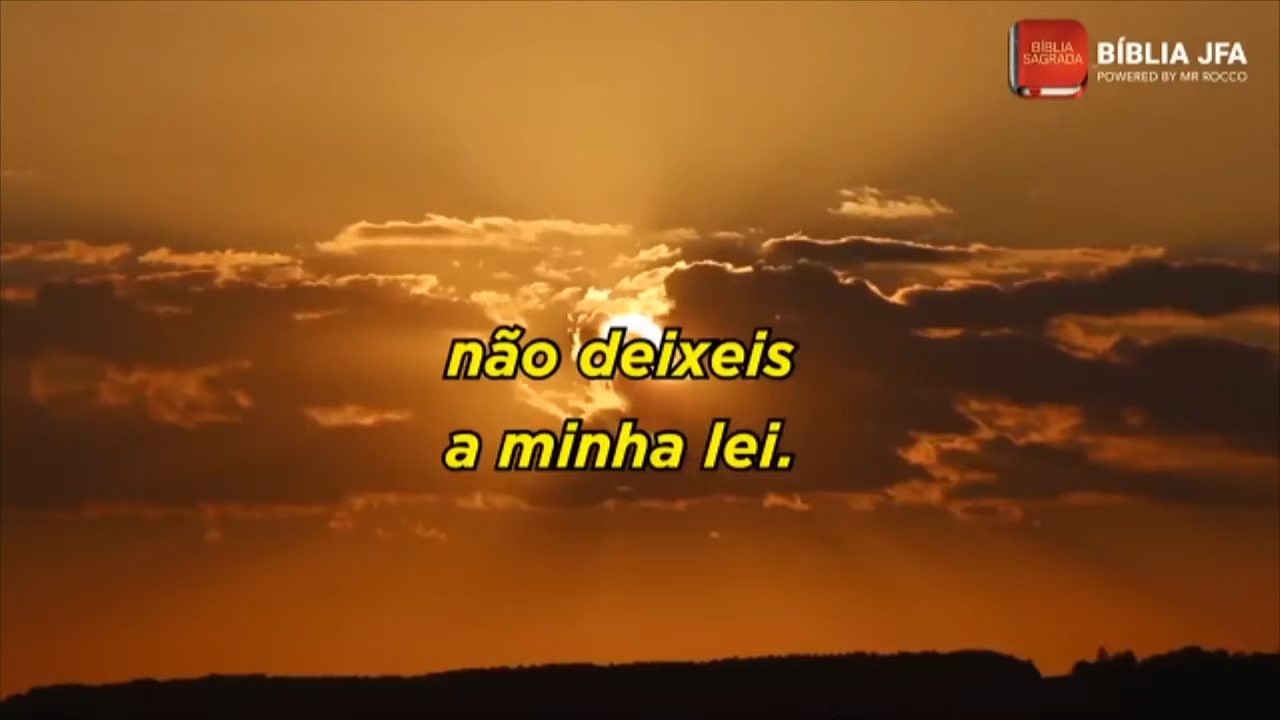 BÍBLIA
SAGRADA
BÍBLIA JFA
POWERED BY MR ROCCO
não deixeis
a minha lei.